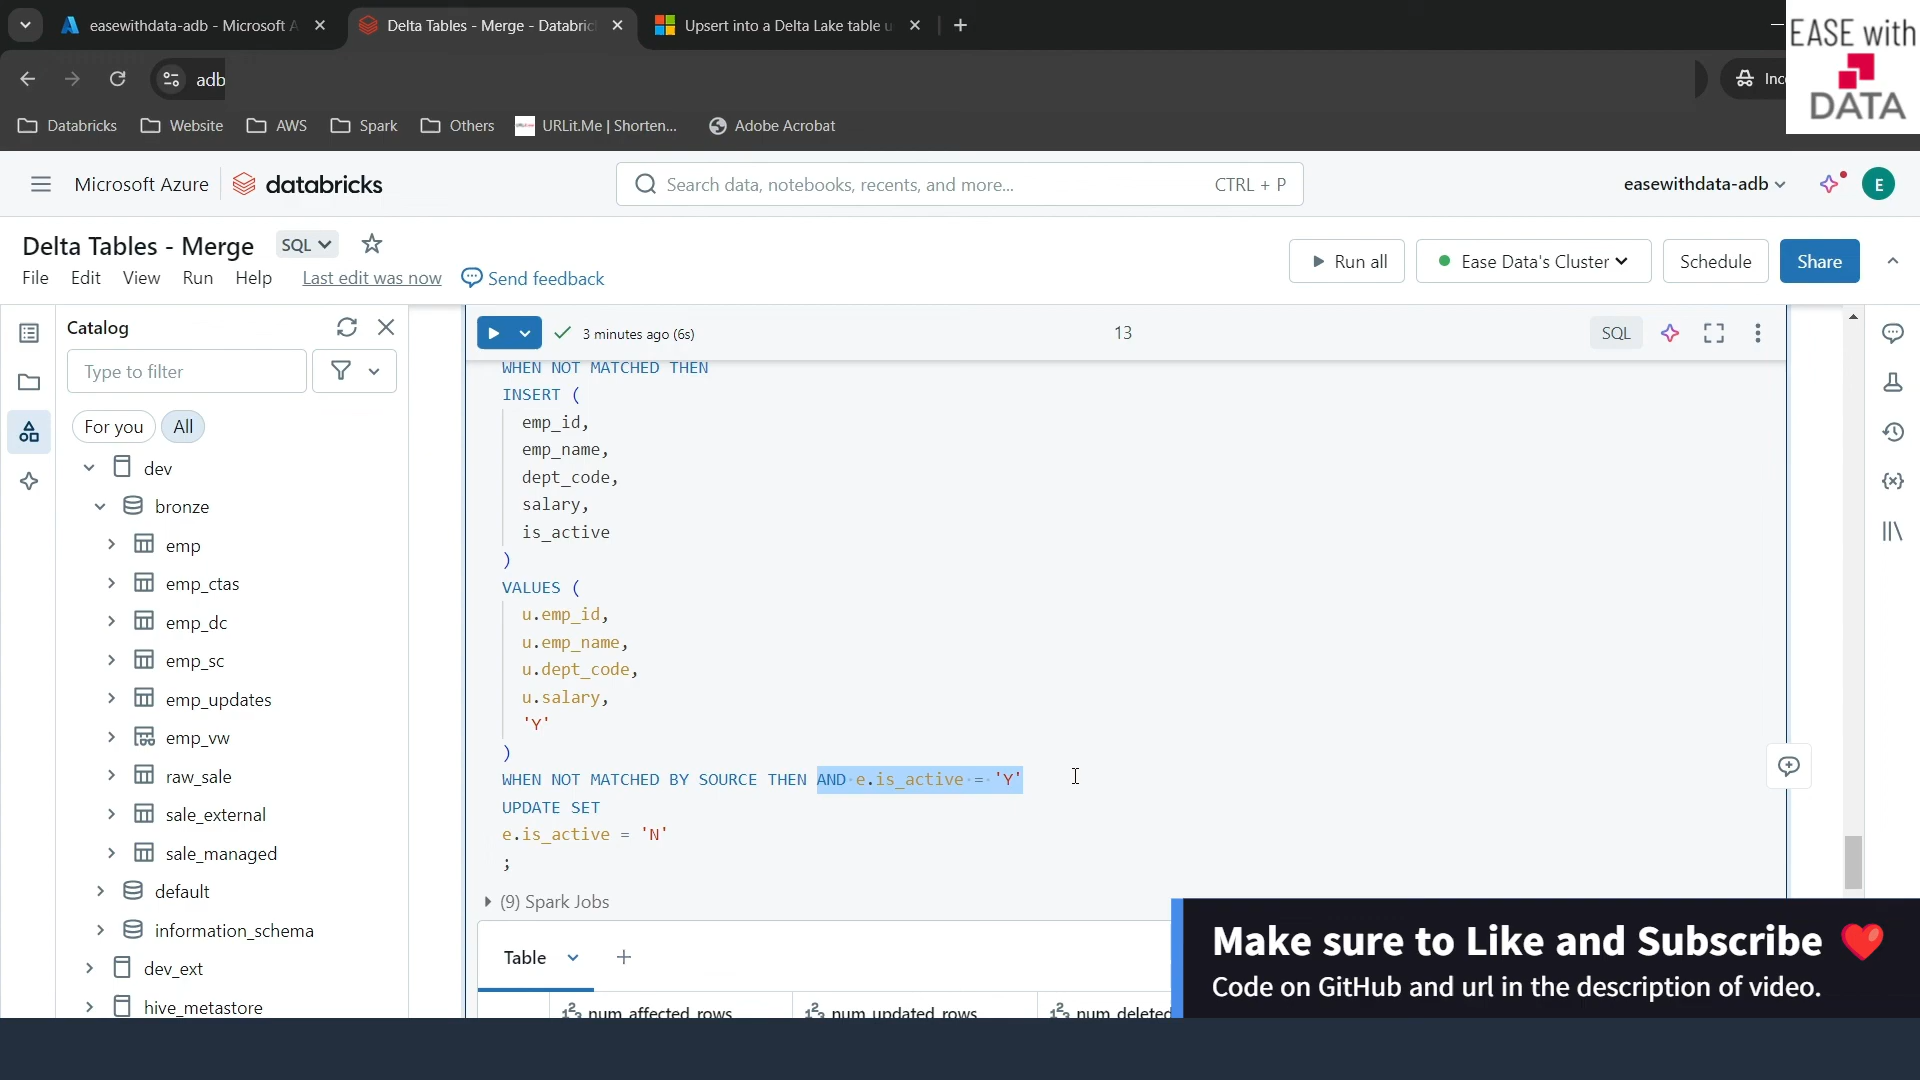 easewithdata-adb - Microsoft A
Delta Tables - Merge - Databric
Upsert into a Delta Lake table u
EASE with
DATA
adb
Inc
Databricks
Website
AWS
Spark
Others
URLit.Me | Shorten...
Adobe Acrobat
Microsoft Azure
databricks
Search data, notebooks, recents, and more...
CTRL + P
easewithdata-adb
E
Delta Tables - Merge
SQL
File
Edit
View
Run
Help
Last edit was now
Send feedback
Run all
Ease Data's Cluster
Schedule
Share
Catalog
Type to filter
For you
All
dev
bronze
emp
emp_ctas
emp_dc
emp_sc
emp_updates
emp_vw
raw_sale
sale_external
sale_managed
default
information_schema
dev_ext
hive_metastore
3 minutes ago (6s)
13
SQL
WHEN NOT MATCHED THEN
INSERT (
emp_id,
emp_name,
dept_code,
salary,
is_active
)
VALUES (
u.emp_id,
u.emp_name,
u.dept_code,
u.salary,
'Y'
)
WHEN NOT MATCHED BY SOURCE THEN AND e.is_active = 'Y'
UPDATE SET
e.is_active = 'N'
;
(9) Spark Jobs
Table
num_affected_rows
num_updated_rows
num_deleted
Make sure to Like and Subscribe ❤️
Code on GitHub and url in the description of video.